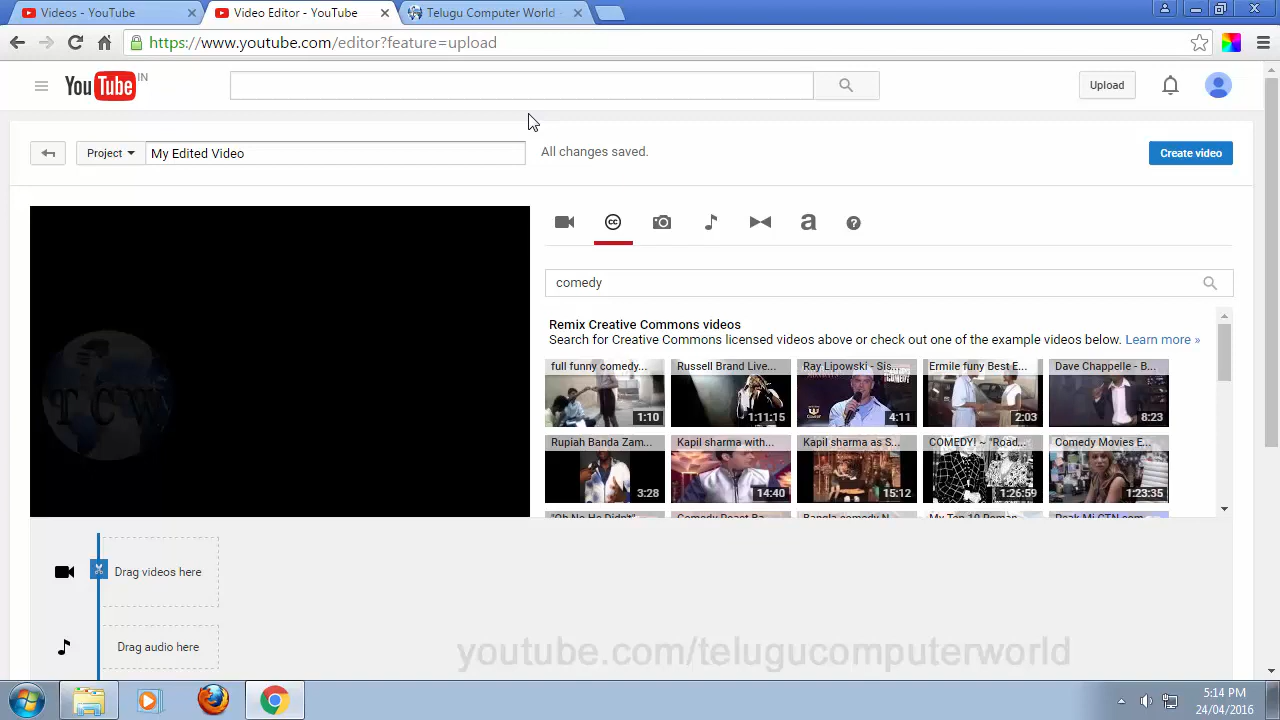 Videos - YouTube
Video Editor - YouTube
Telugu Computer World
https://www.youtube.com/editor?feature=upload
YouTube IN
Upload
Project
My Edited Video
All changes saved.
Create video
cc
a
?
comedy
Remix Creative Commons videos
Search for Creative Commons licensed videos above or check out one of the example videos below. Learn more »
full funny comedy...
Russell Brand Live...
Ray Lipowski - Sis...
Ermile funy Best E...
Dave Chappelle - B...
1:10
1:11:15
4:11
2:03
8:23
Rupiah Banda Zam...
Kapil sharma with...
Kapil sharma as S...
COMEDY! ~ "Road...
Comedy Movies E...
3:28
14:40
15:12
1:26:59
1:23:35
"Oh No He Didn't"
TCW
Drag videos here
Drag audio here
youtube.com/telugucomputerworld
5:14 PM
24/04/2016